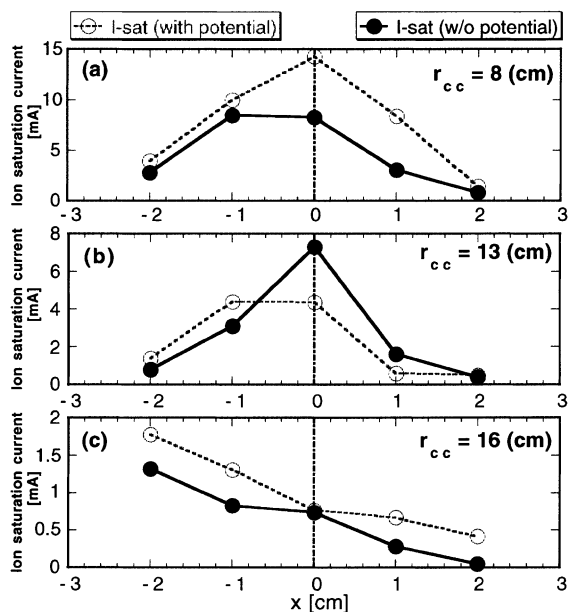 I-sat (with potential) I-sat (w/o potential)
Ion saturation current
[mA]
15
10
5
0
(a)
r c c = 8 (cm)
-3 -2 -1 0 1 2 3
Ion saturation current
[mA]
8
6
4
2
0
(b)
r c c = 13 (cm)
-3 -2 -1 0 1 2 3
Ion saturation current
[mA]
2
1.5
1
0.5
0
(c)
r c c = 16 (cm)
-3 -2 -1 0 1 2 3
x [cm]